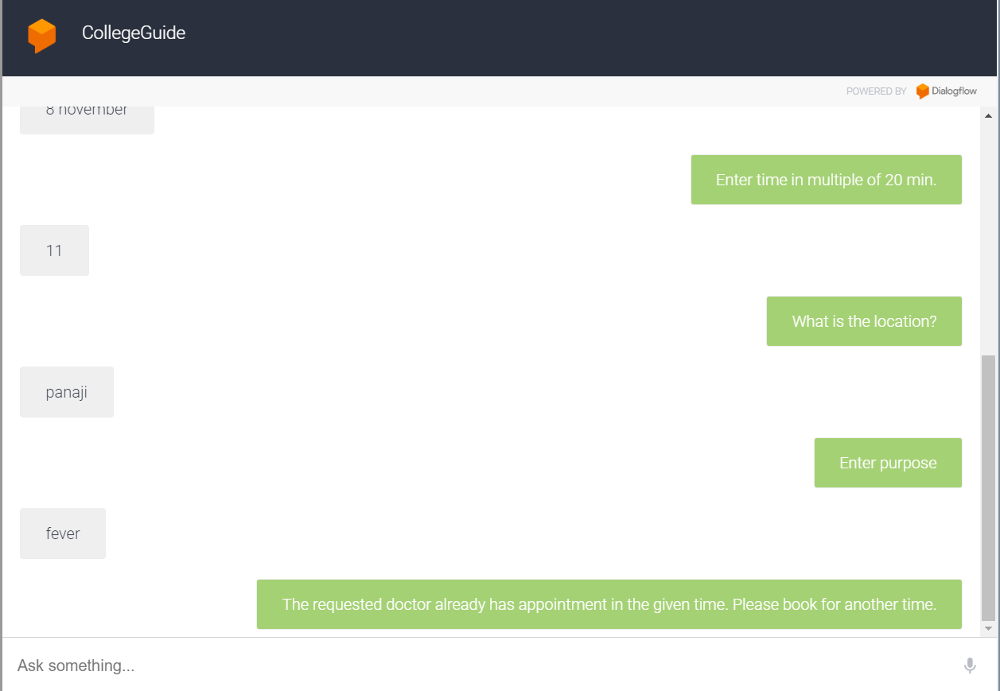 CollegeGuide
POWERED BY Dialogflow
8 november
Enter time in multiple of 20 min.
11
What is the location?
panaji
Enter purpose
fever
The requested doctor already has appointment in the given time. Please book for another time.
Ask something...